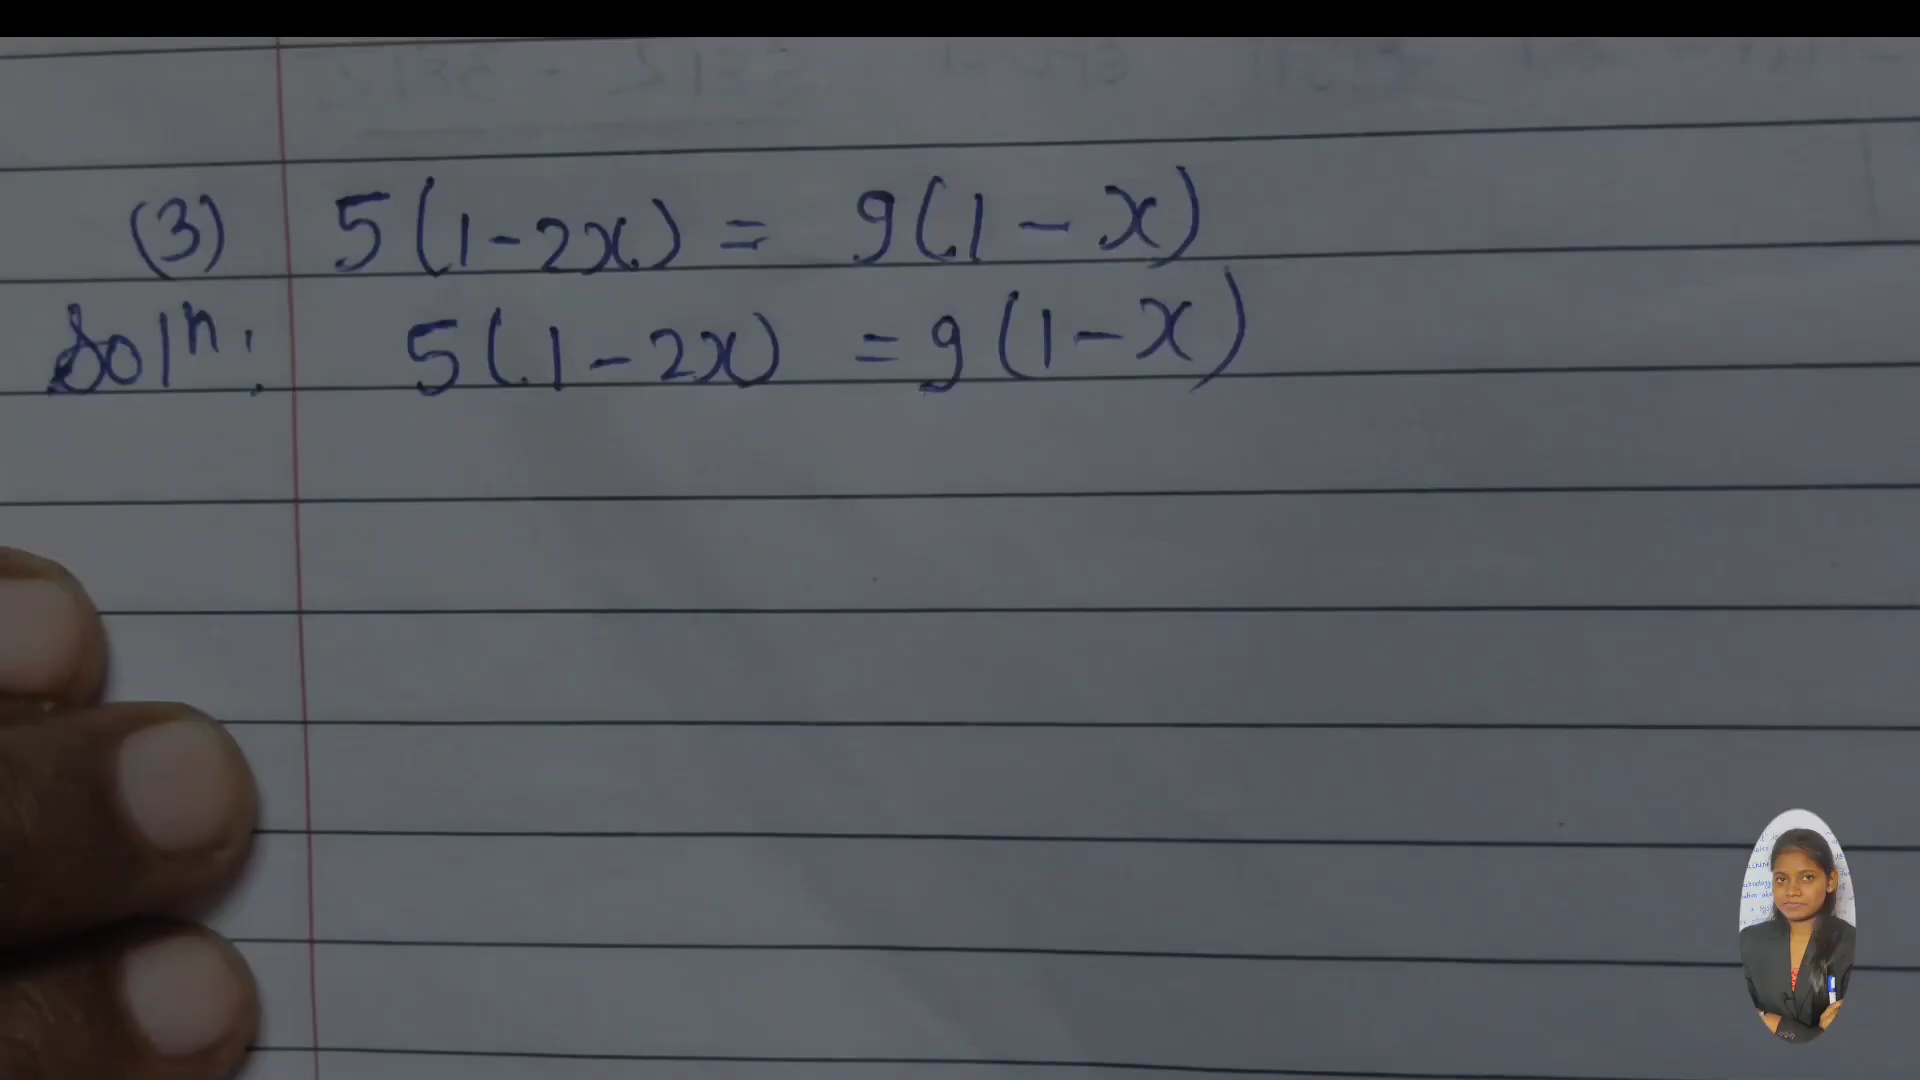 (3) 5(1-2x) = 9(1-x)
Solⁿ. 5(1-2x) = 9(1-x)